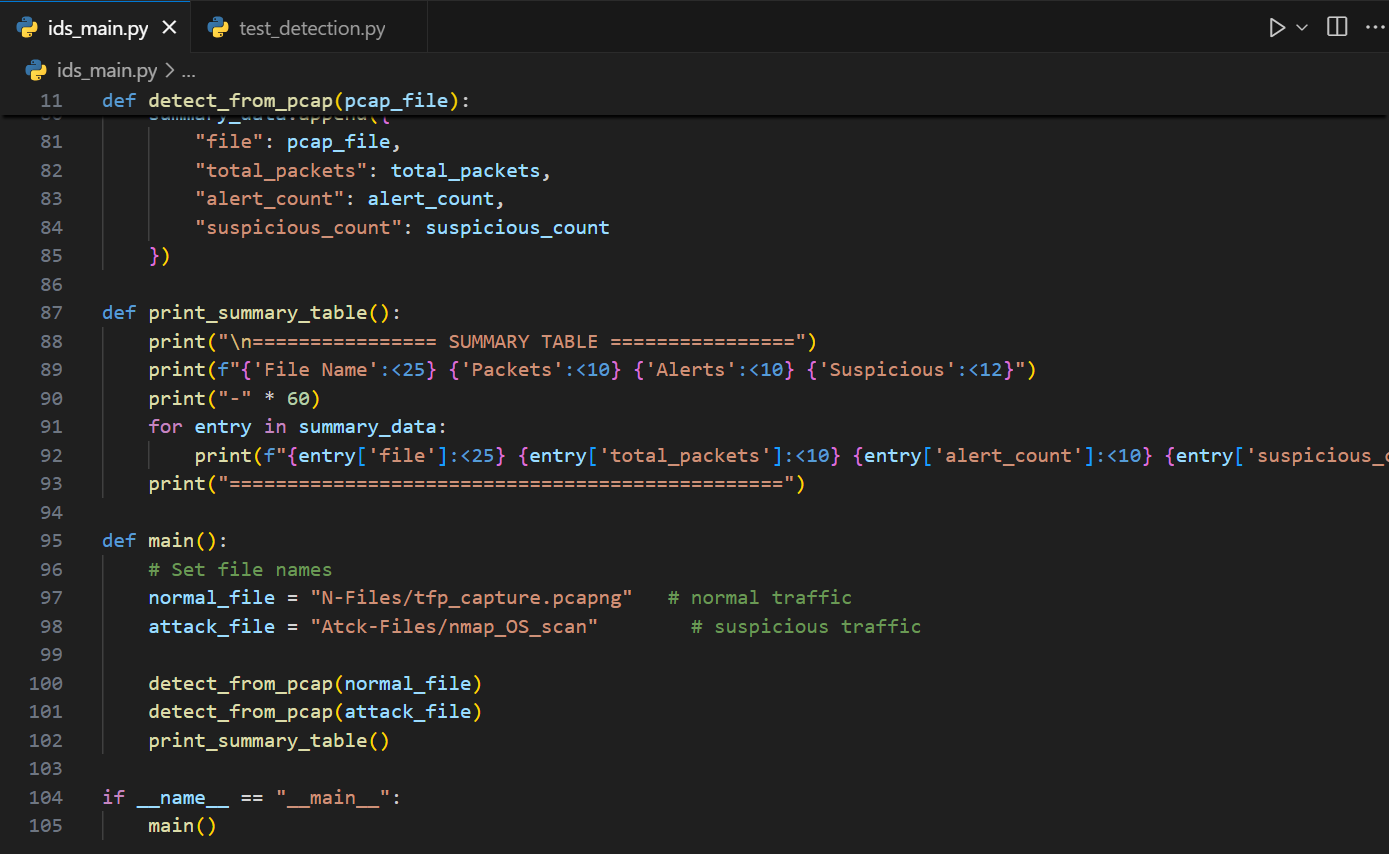 ids_main.py
test_detection.py
ids_main.py > ...
11 def detect_from_pcap(pcap_file):
81 "file": pcap_file,
82 "total_packets": total_packets,
83 "alert_count": alert_count,
84 "suspicious_count": suspicious_count
85 })
86
87 def print_summary_table():
88 print("\n================ SUMMARY TABLE ================")
89 print(f"{'File Name':<25} {'Packets':<10} {'Alerts':<10} {'Suspicious':<12}")
90 print("-" * 60)
91 for entry in summary_data:
92 print(f"{entry['file']:<25} {entry['total_packets']:<10} {entry['alert_count']:<10} {entry['suspicious_
93 print("================================================")
94
95 def main():
96 # Set file names
97 normal_file = "N-Files/tfp_capture.pcapng" # normal traffic
98 attack_file = "Atck-Files/nmap_OS_scan" # suspicious traffic
99
100 detect_from_pcap(normal_file)
101 detect_from_pcap(attack_file)
102 print_summary_table()
103
104 if __name__ == "__main__":
105 main()